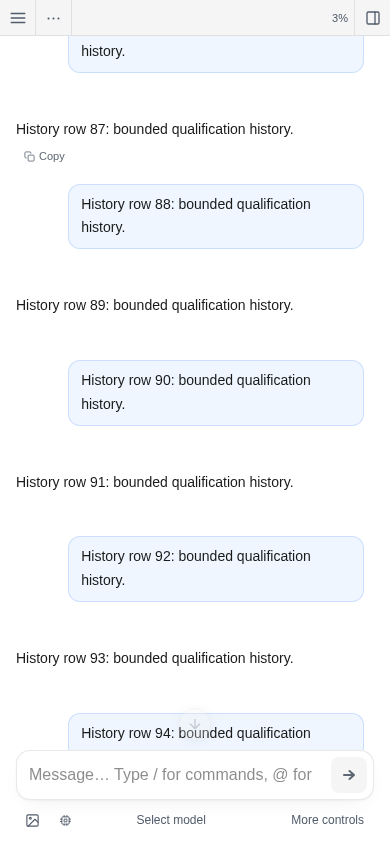 3%
history.
History row 87: bounded qualification history.
Copy
History row 88: bounded qualification
history.
History row 89: bounded qualification history.
History row 90: bounded qualification
history.
History row 91: bounded qualification history.
History row 92: bounded qualification
history.
History row 93: bounded qualification history.
History row 94: bounded qualification
Message… Type / for commands, @ for
Select model
More controls